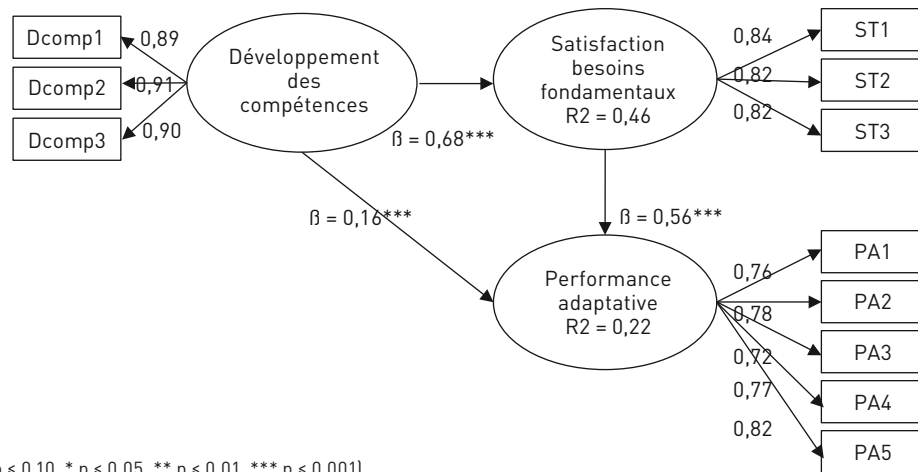 Dcomp1
Dcomp2
Dcomp3
0,89
0,91
0,90
Développement
des
compétences
ß = 0,68***
Satisfaction
besoins
fondamentaux
R2 = 0,46
0,84
0,82
0,82
ST1
ST2
ST3
ß = 0,16***
ß = 0,56***
Performance
adaptative
R2 = 0,22
0,76
0,78
0,72
0,77
0,82
PA1
PA2
PA3
PA4
PA5
< 0,10, * p < 0,05, ** p < 0,01, *** p < 0,001)